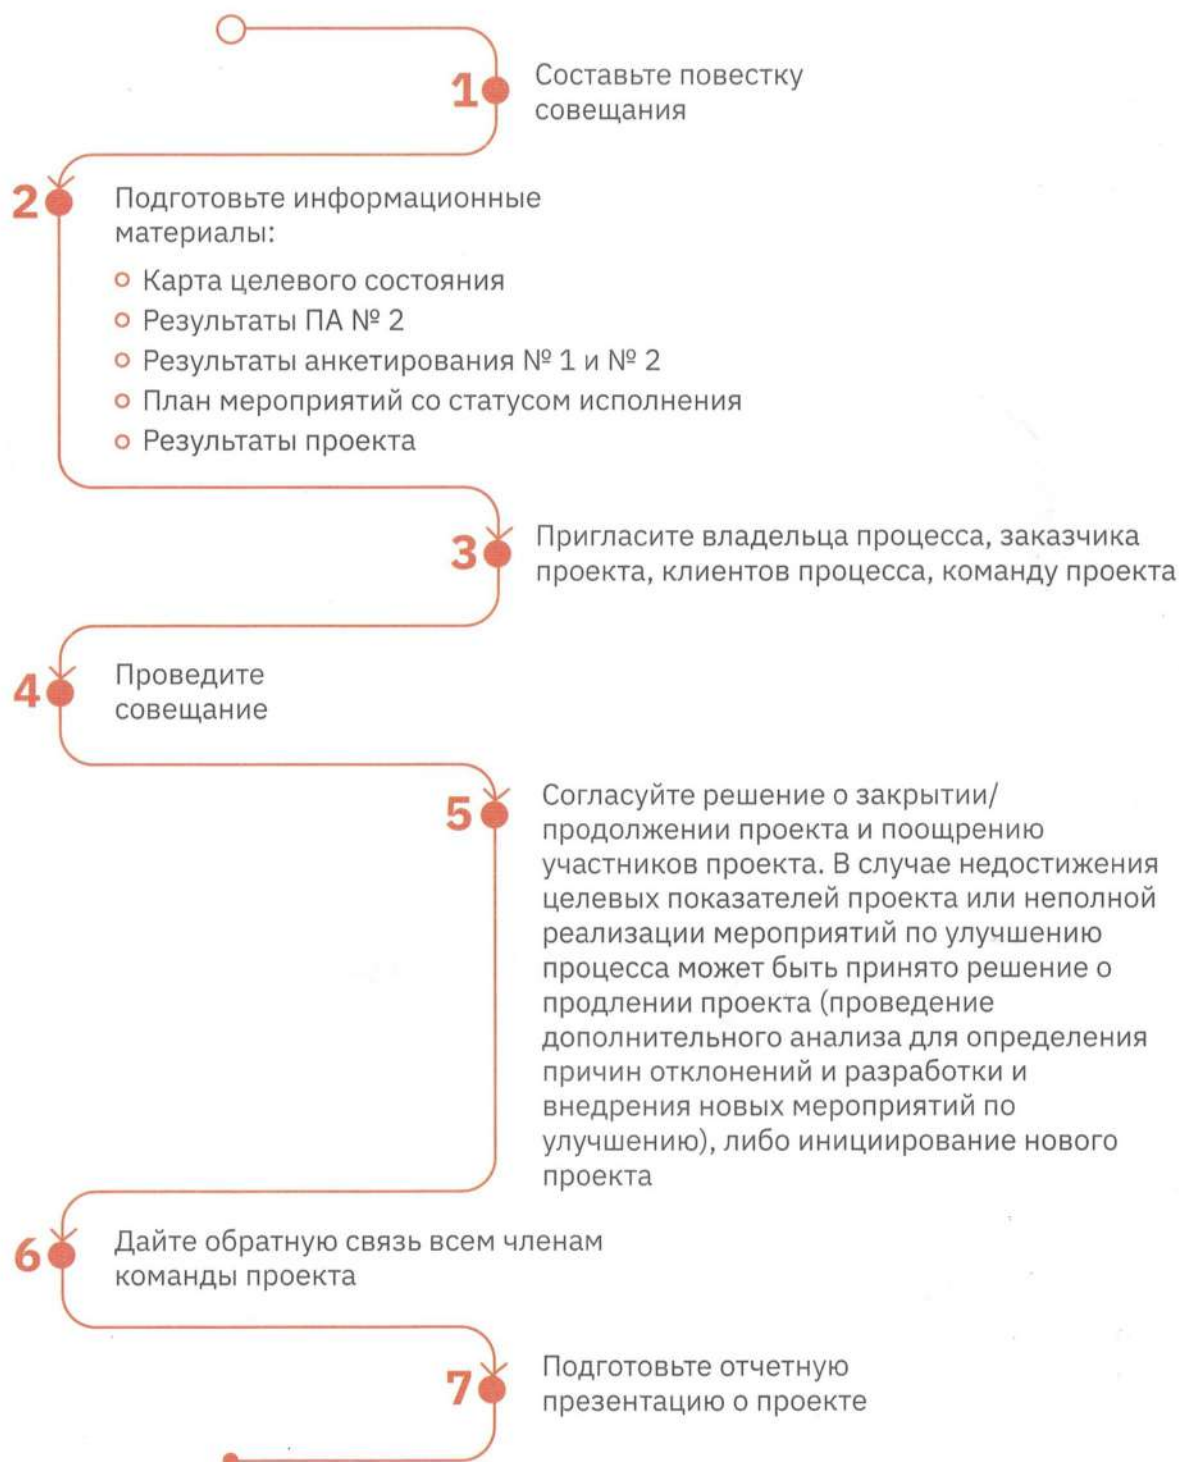 1
Составьте повестку
совещания
2
Подготовьте информационные
материалы:
Карта целевого состояния
Результаты ПА № 2
Результаты анкетирования № 1 и № 2
План мероприятий со статусом исполнения
Результаты проекта
3
Пригласите владельца процесса, заказчика
проекта, клиентов процесса, команду проекта
4
Проведите
совещание
5
Согласуйте решение о закрытии/
продолжении проекта и поощрению
участников проекта. В случае недостижения
целевых показателей проекта или неполной
реализации мероприятий по улучшению
процесса может быть принято решение о
продлении проекта (проведение
дополнительного анализа для определения
причин отклонений и разработки и
внедрения новых мероприятий по
улучшению), либо инициирование нового
проекта
6
Дайте обратную связь всем членам
команды проекта
7
Подготовьте отчетную
презентацию о проекте